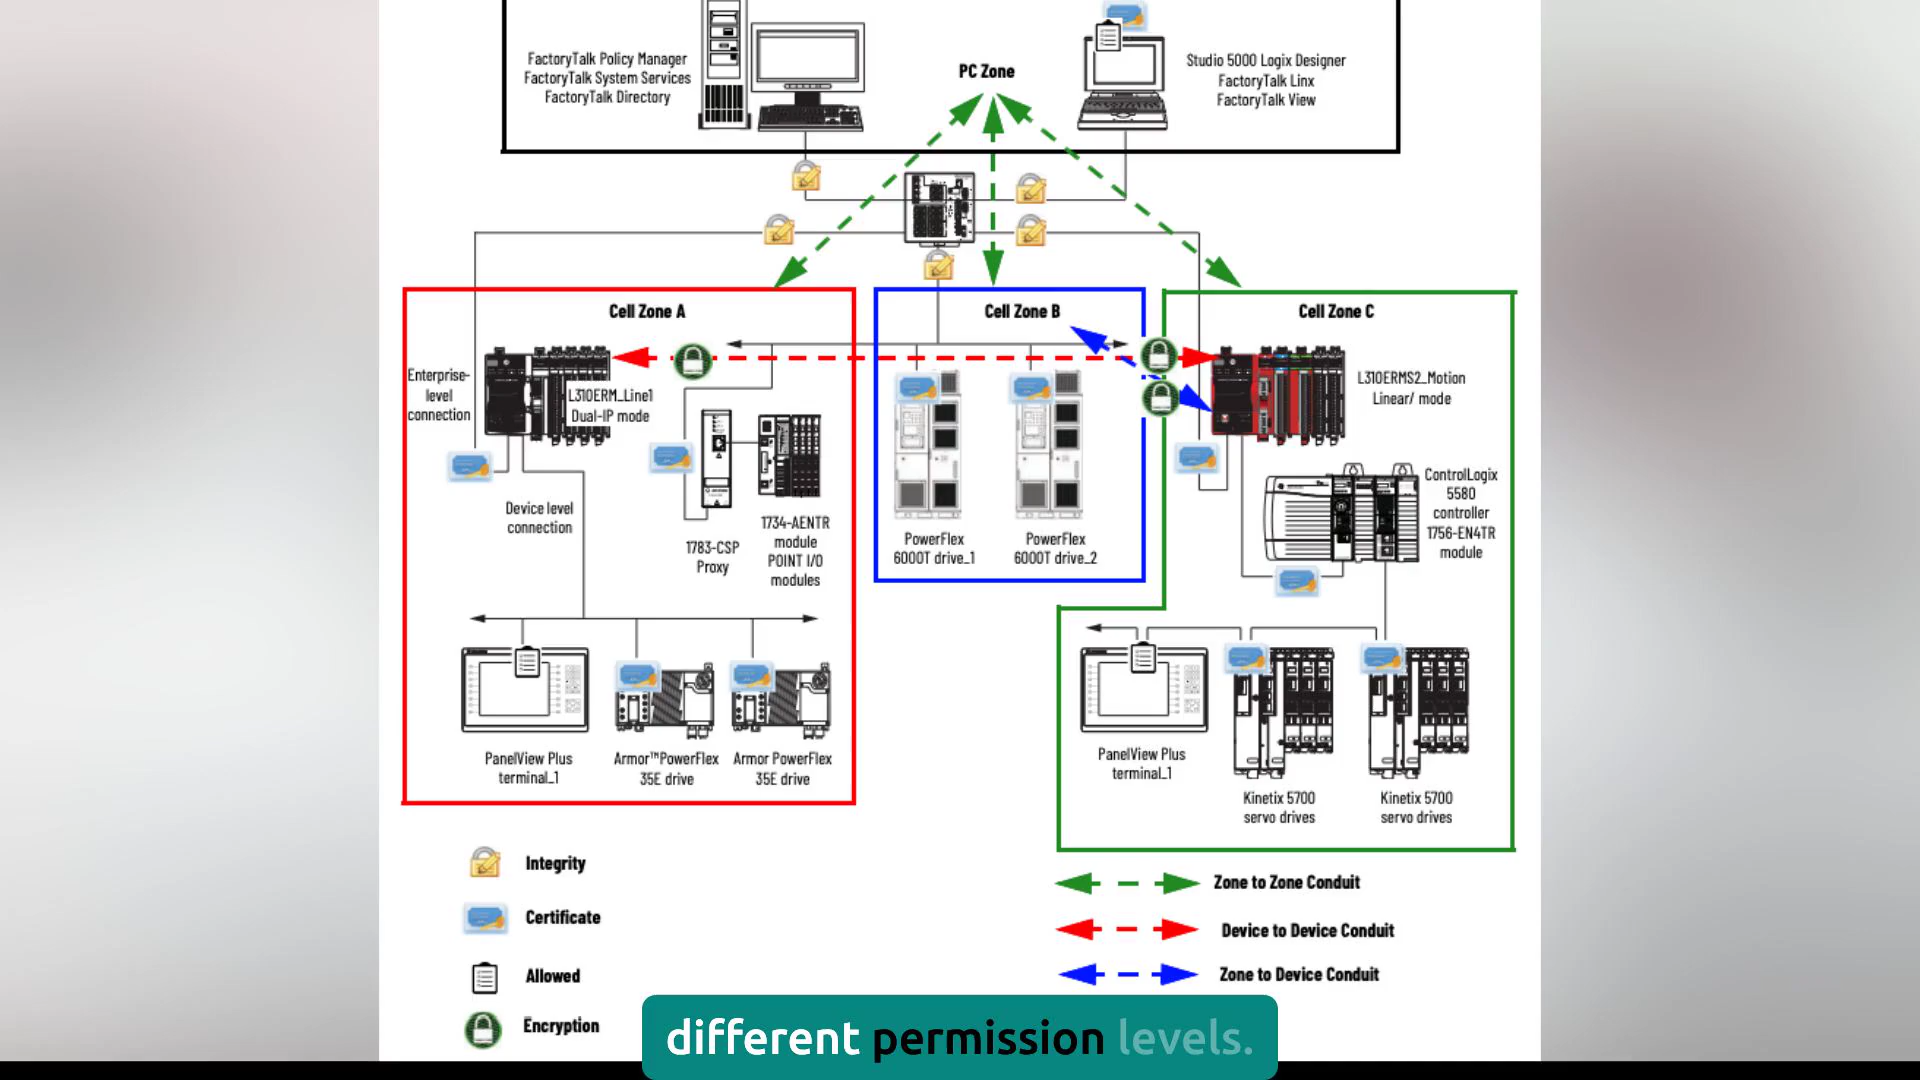 FactoryTalk Policy Manager
FactoryTalk System Services
FactoryTalk Directory
PC Zone
Studio 5000 Logix Designer
FactoryTalk Linx
FactoryTalk View
Cell Zone A
Cell Zone B
Cell Zone C
Enterprise-
level
connection
L310ERM_Line1
Dual-IP mode
L310ERMS2_Motion
Linear/ mode
Device level
connection
1783-CSP
Proxy
1734-AENTR
module
POINT I/O
modules
PowerFlex
6000T drive_1
PowerFlex
6000T drive_2
ControlLogix
5580
controller
1756-EN4TR
module
PanelView Plus
terminal_1
Armor™PowerFlex
35E drive
Armor PowerFlex
35E drive
PanelView Plus
terminal_1
Kinetix 5700
servo drives
Kinetix 5700
servo drives
Integrity
Certificate
Allowed
Encryption
Zone to Zone Conduit
Device to Device Conduit
Zone to Device Conduit
different permission levels.